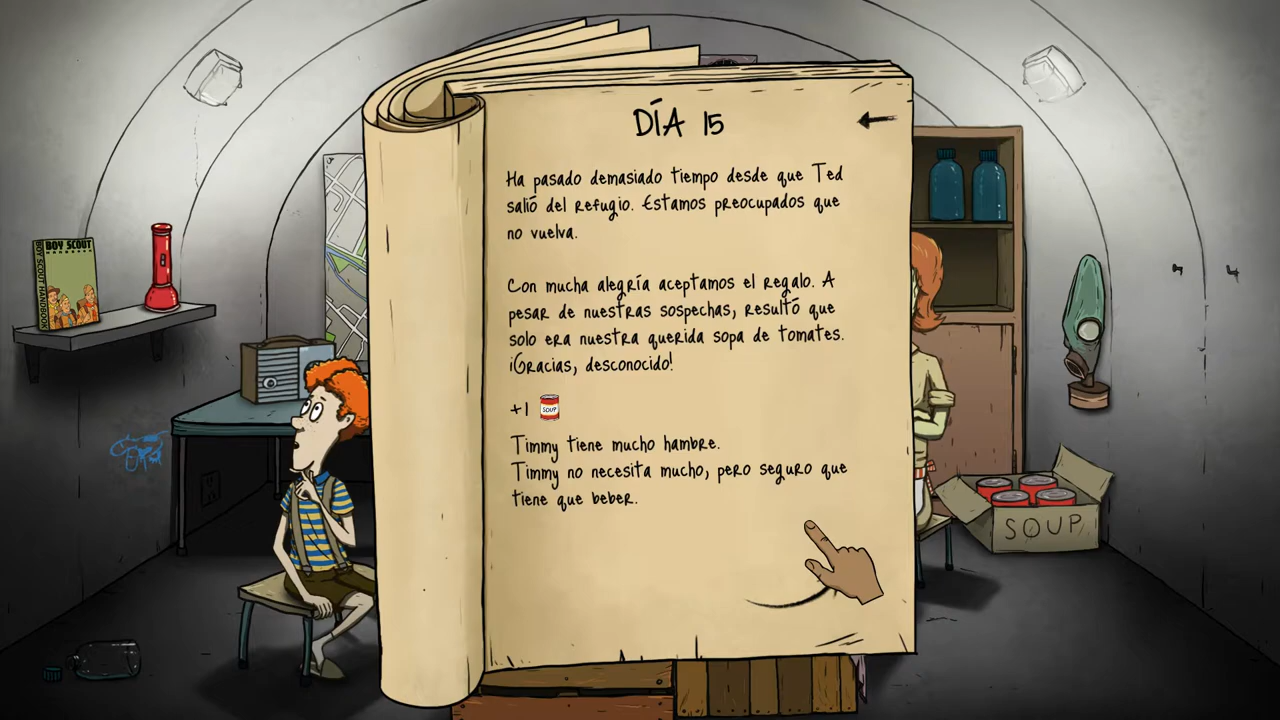 DÍA 15
Ha pasado demasiado tiempo desde que Ted
salió del refugio. Estamos preocupados que
no vuelva.
Con mucha alegría aceptamos el regalo. A
pesar de nuestras sospechas, resultó que
solo era nuestra querida sopa de tomates.
¡Gracias, desconocido!
+1 SOUP
Timmy tiene mucho hambre.
Timmy no necesita mucho, pero seguro que
tiene que beber.
BOY SCOUT
BOY SCOUT HANDBOOK
SOUP